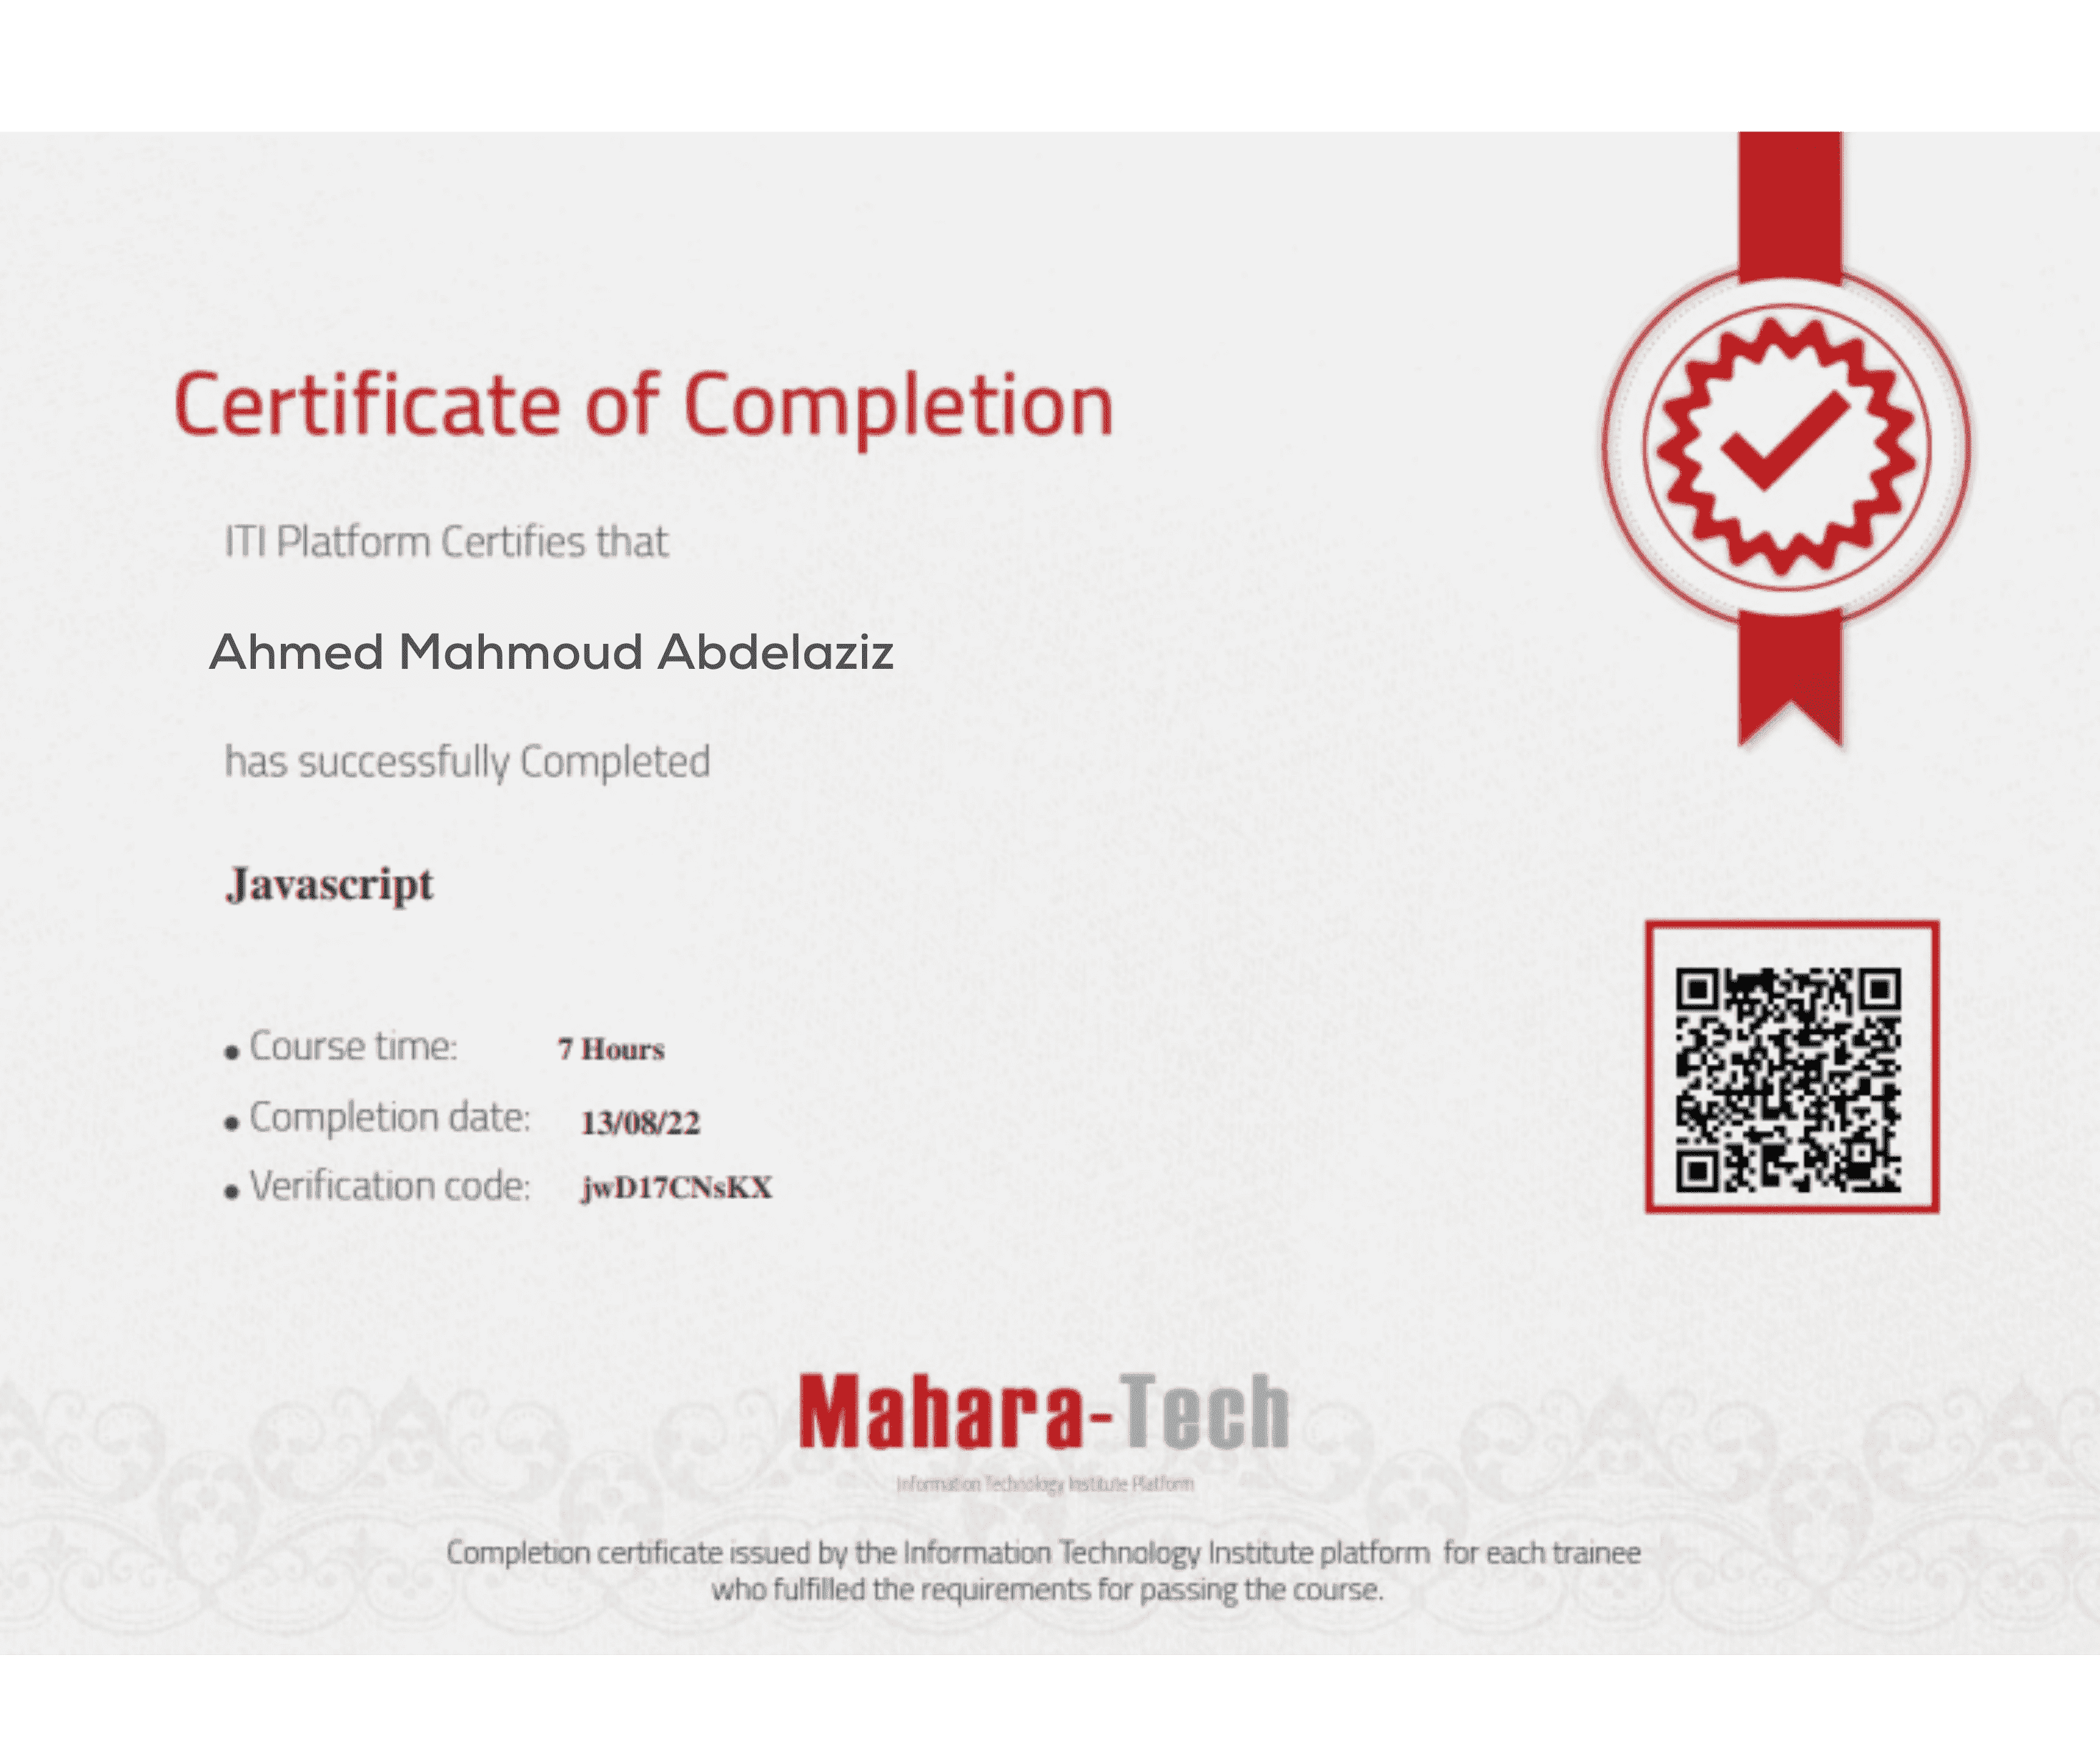 Certificate of Completion
ITI Platform Certifies that
Ahmed Mahmoud Abdelaziz
has successfully Completed
Javascript
• Course time: 7 Hours
• Completion date: 13/08/22
• Verification code: jwD17CNsKX
Mahara-Tech
Information Technology Institute Platform
Completion certificate issued by the Information Technology Institute platform for each trainee
who fulfilled the requirements for passing the course.